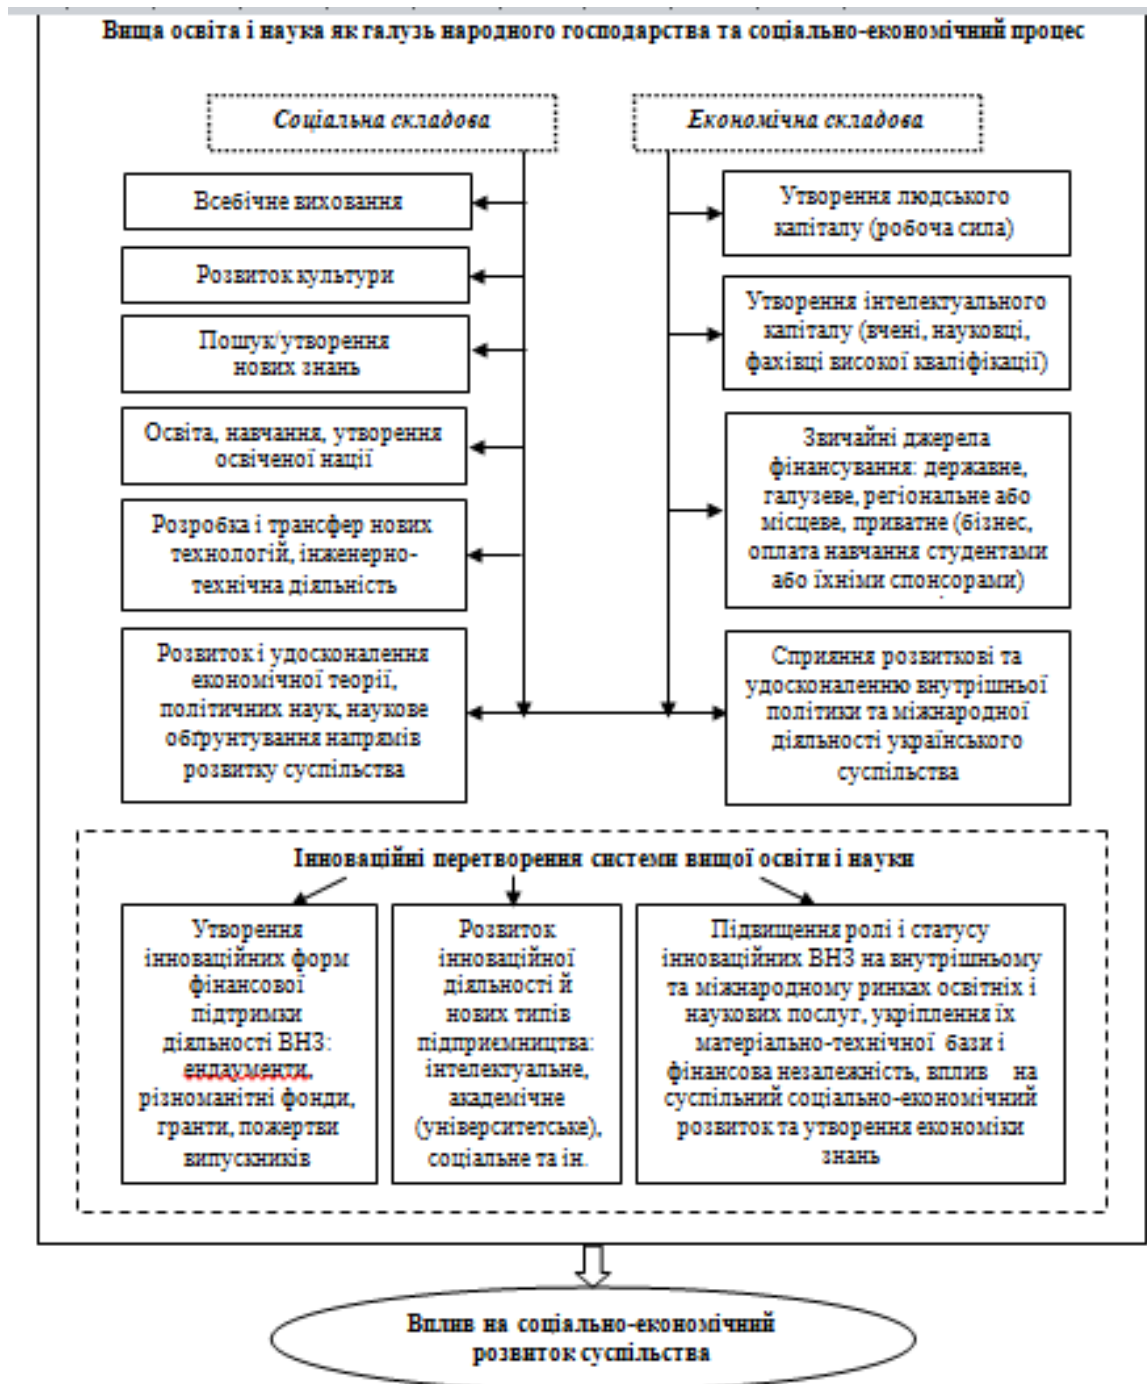 Вища освіта і наука як галузь народного господарства та соціально-економічний процес
Соціальна складова
Економічна складова
Всебічне виховання
Розвиток культури
Пошук/утворення
нових знань
Освіта, навчання, утворення
освіченої нації
Розробка і трансфер нових
технологій, інженерно-
технічна діяльність
Розвиток і удосконалення
економічної теорії,
політичних наук, наукове
обґрунтування напрямів
розвитку суспільства
Утворення людського
капіталу (робоча сила)
Утворення інтелектуального
капіталу (вчені, науковці,
фахівці високої кваліфікації)
Звичайні джерела
фінансування: державне,
галузеве, регіональне або
місцеве, приватне (бізнес,
оплата навчання студентами
або їхніми спонсорами)
Сприяння розвиткові та
удосконаленню внутрішньої
політики та міжнародної
діяльності українського
суспільства
Інноваційні перетворення системи вищої освіти і науки
Утворення
інноваційних форм
фінансової
підтримки
діяльності ВНЗ:
ендаументи,
різноманітні фонди,
гранти, пожертви
випускників
Розвиток
інноваційної
діяльності й
нових типів
підприємництва:
інтелектуальне,
академічне
(університетське),
соціальне та ін.
Підвищення ролі і статусу
інноваційних ВНЗ на внутрішньому
та міжнародному ринках освітніх і
наукових послуг, укріплення їх
матеріально-технічної бази і
фінансова незалежність, вплив на
суспільний соціально-економічний
розвиток та утворення економіки
знань
Вплив на соціально-економічний
розвиток суспільства